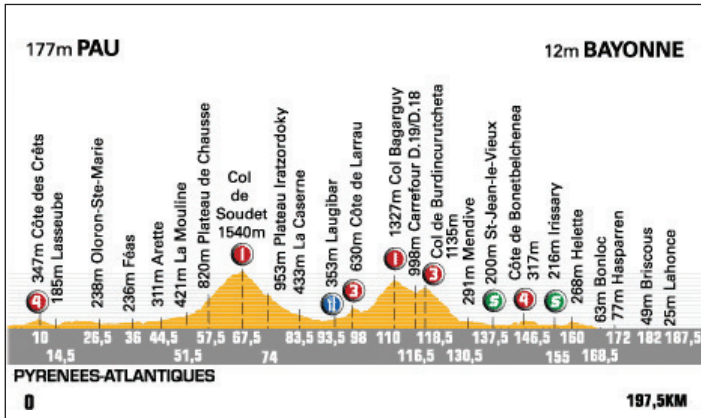 177m PAU
12m BAYONNE
347m Côte des Crêts
185m Lasseube
238m Oloron-Ste-Marie
236m Féas
311m Arette
421m La Mouline
820m Plateau de Chausse
Col
de
Soudet
1540m
953m Plateau Iratzordoky
433m La Caserne
353m Laugibar
630m Côte de Larrau
1327m Col Bagarguy
998m Carrefour D.19/D.18
Col de Burdincurutcheta
1135m
291m Mendive
200m St-Jean-le-Vieux
Côte de Bonetbelchenea
317m
216m Irissary
268m Helette
63m Bonloc
77m Hasparren
49m Briscous
25m Lahonce
4 1 3 1 3 S 4 S
10 26,5 36 44,5 57,5 67,5 83,5 93,5 98 110 118,5 137,5 146,5 160 172 182 187,5
14,5 51,5 74 116,5 130,5 155 168,5
PYRENEES-ATLANTIQUES
0
197,5KM